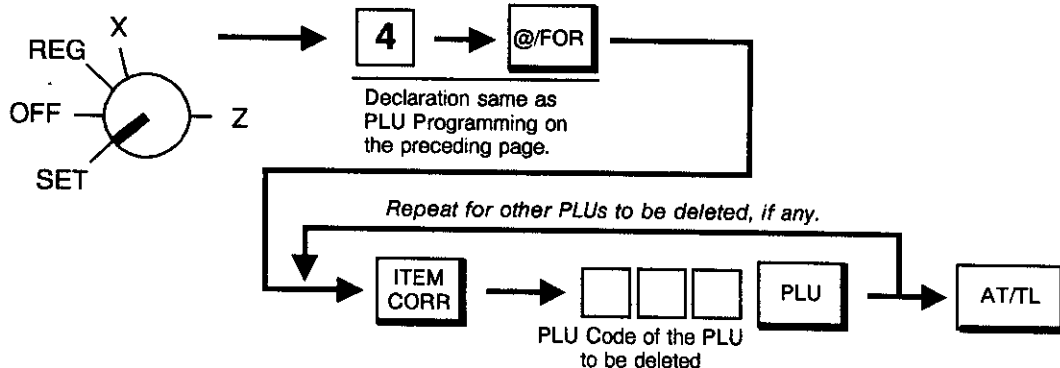 X
REG
OFF
Z
SET
4
@/FOR
Declaration same as
PLU Programming on
the preceding page.
Repeat for other PLUs to be deleted, if any.
ITEM
CORR
PLU
AT/TL
PLU Code of the PLU
to be deleted